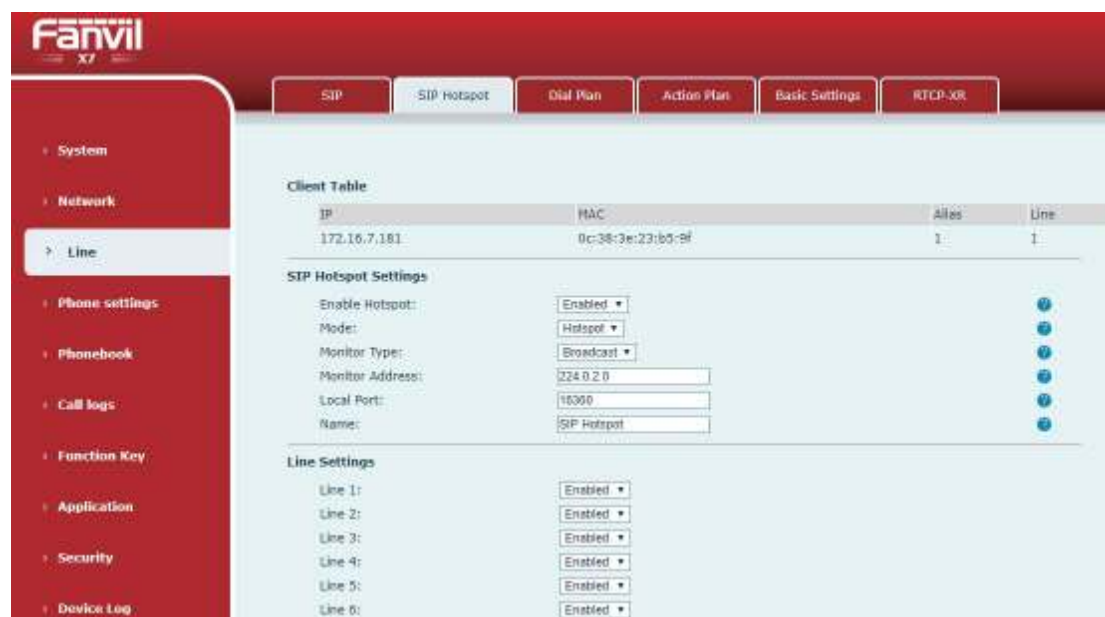 Fanvil
X7
SIP
SIP Hotspot
Dial Plan
Action Plan
Basic Settings
RTCP-XR
System
Network
Line
Phone settings
Phonebook
Call logs
Function Key
Application
Security
Device Log
Client Table
IP MAC Alias Line
172.16.7.181 0c:38:3e:23:b5:9f 1 1
SIP Hotspot Settings
Enable Hotspot: Enabled
Mode: Hotspot
Monitor Type: Broadcast
Monitor Address: 224.0.2.0
Local Port: 16360
Name: SIP Hotspot
Line Settings
Line 1: Enabled
Line 2: Enabled
Line 3: Enabled
Line 4: Enabled
Line 5: Enabled
Line 6: Enabled